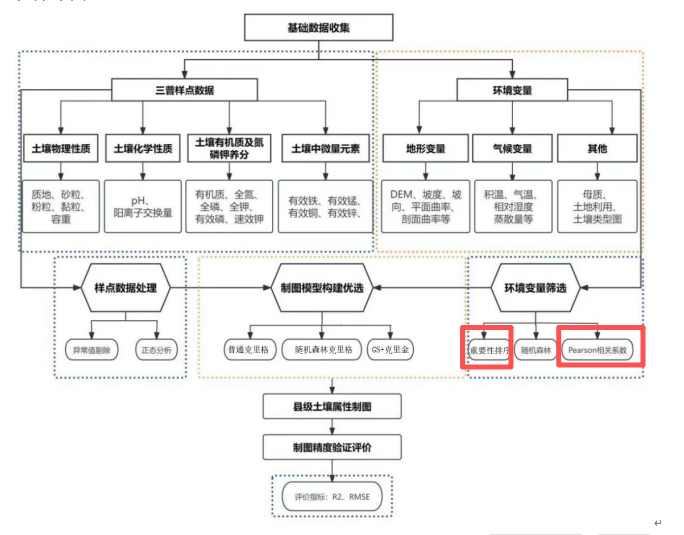 基础数据收集
三普样点数据
环境变量
土壤物理性质
土壤化学性质
土壤有机质及氮
磷钾养分
土壤中微量元素
地形变量
气候变量
其他
质地、砂粒、
粉粒、黏粒、
容重
pH、
阳离子交换量
有机质、全氮、
全磷、全钾、
有效磷、速效钾
有效铁、有效锰、
有效铜、有效锌、
DEM、坡度、坡
向、平面曲率、
剖面曲率等
积温、气温、
相对湿度
蒸散量等
母质、
土地利用、
土壤类型图
样点数据处理
制图模型构建优选
环境变量筛选
异常值剔除
正态分析
普通克里格
随机森林克里格
GS+克里金
重要性排序
随机森林
Pearson相关系数
县级土壤属性制图
制图精度验证评价
评价指标：R2、RMSE